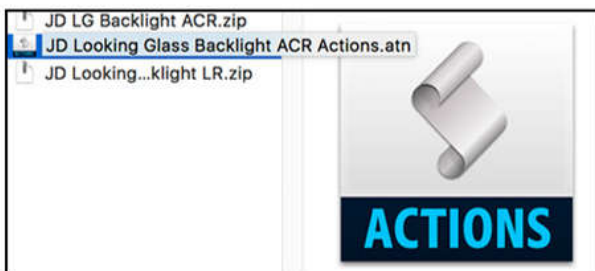 JD LG Backlight ACR.zip
JD Looking Glass Backlight ACR Actions.atn
JD Looking...klight LR.zip
ACTIONS